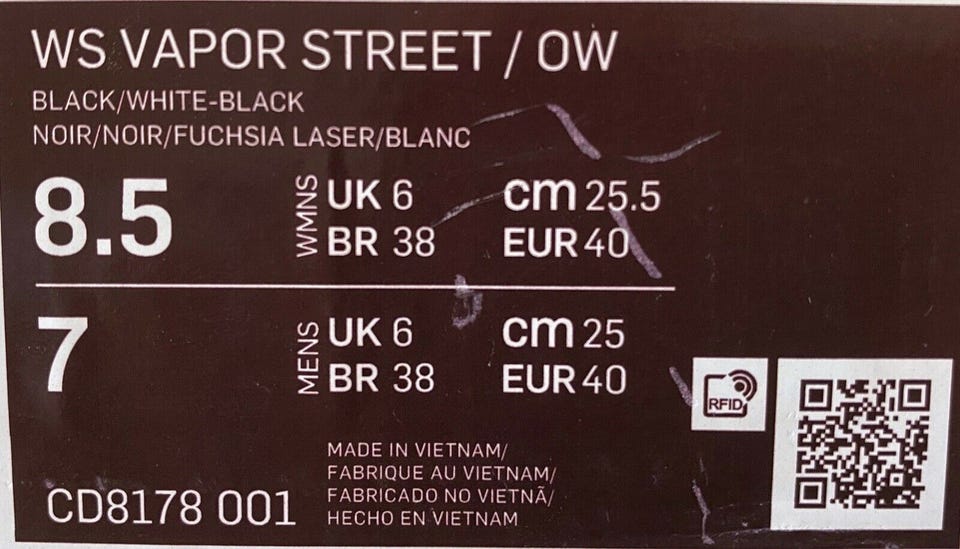 WS VAPOR STREET / OW
BLACK/WHITE-BLACK
NOIR/NOIR/FUCHSIA LASER/BLANC
8.5 WMNS UK 6 cm 25.5
BR 38 EUR 40
7 MENS UK 6 cm 25
BR 38 EUR 40
RFID
MADE IN VIETNAM/
FABRIQUE AU VIETNAM/
FABRICADO NO VIETNÃ/
HECHO EN VIETNAM
CD8178 001